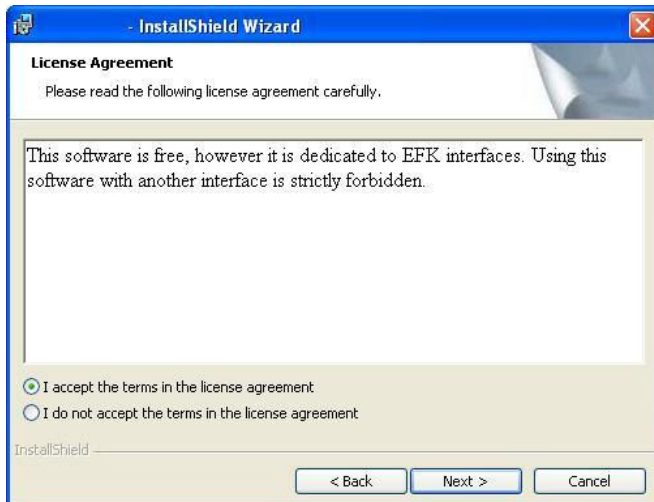 - InstallShield Wizard
License Agreement
Please read the following license agreement carefully.
This software is free, however it is dedicated to EFK interfaces. Using this
software with another interface is strictly forbidden.
I accept the terms in the license agreement
I do not accept the terms in the license agreement
InstallShield
< Back Next > Cancel